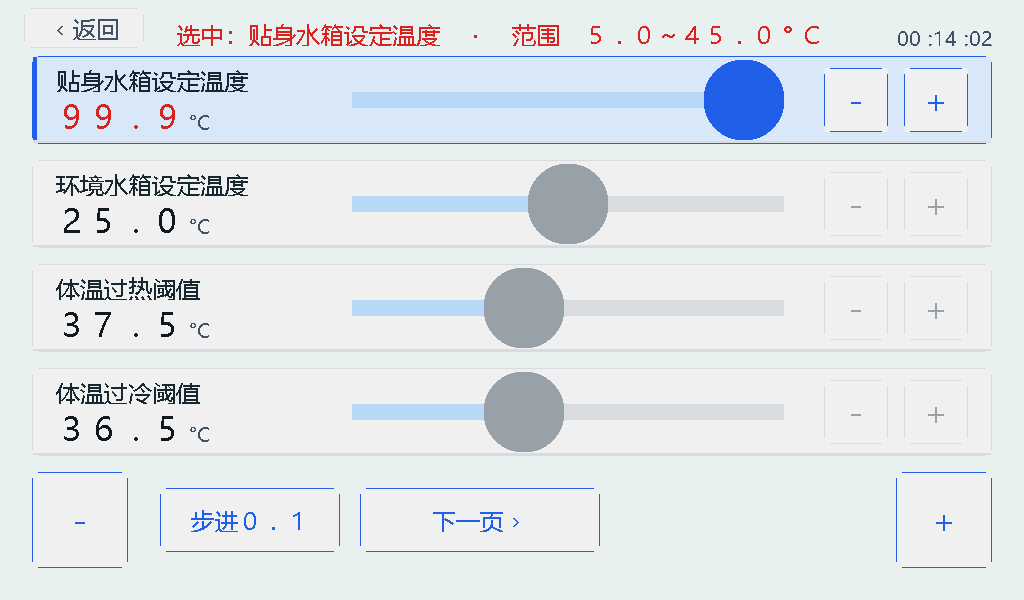 ‹ 返回
选中：贴身水箱设定温度 · 范围 5.0~45.0°C
00:14:02
贴身水箱设定温度
99.9 °C
- +
环境水箱设定温度
25.0 °C
- +
体温过热阈值
37.5 °C
- +
体温过冷阈值
36.5 °C
- +
- 步进0.1 下一页 › +